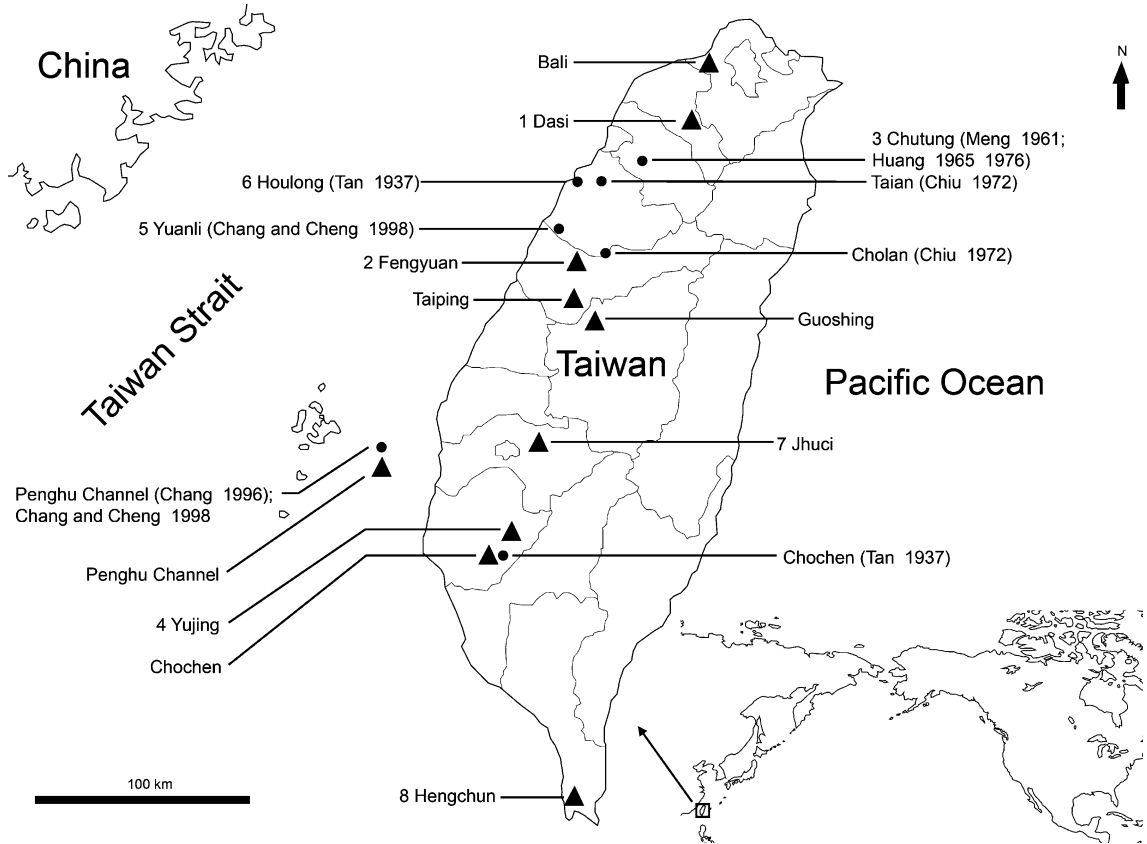 China
N
Bali
1 Dasi
3 Chutung (Meng 1961;
Huang 1965 1976)
6 Houlong (Tan 1937)
Taian (Chiu 1972)
5 Yuanli (Chang and Cheng 1998)
Cholan (Chiu 1972)
2 Fengyuan
Taiping
Guoshing
Taiwan Strait
Taiwan
Pacific Ocean
7 Jhuci
Penghu Channel (Chang 1996);
Chang and Cheng 1998
Chochen (Tan 1937)
Penghu Channel
4 Yujing
Chochen
100 km
8 Hengchun